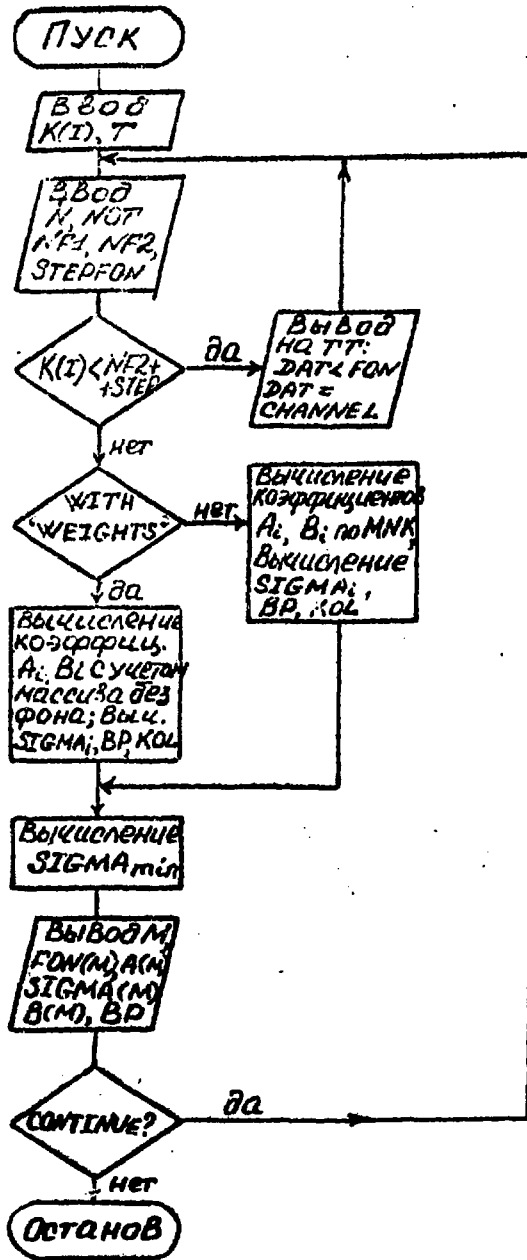 ПУСК
Ввод
K(I), T
Ввод
N, NOT
NF1, NF2,
STEPFON
K(I)<NF2+
+STEP
да
Вывод
на ТТ:
DAT<FON
DAT=
CHANNEL
нет
WITH
"WEIGHTS"
нет
Вычисление
коэффициентов
Ai, Bi по MNK,
Вычисление
SIGMAi,
BP, KOL
да
Вычисление
коэффиц.
Ai, Bi с учетом
массива без
фона; Выч.
SIGMAi, BP, KOL
Вычисление
SIGMAmin
Вывод M,
FON(M), A(M)
SIGMA(M)
B(M), BP
CONTINUE?
да
нет
Останов